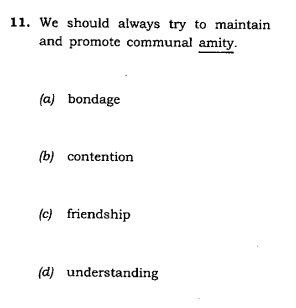 11. We should always try to maintain
and promote communal amity.
(a) bondage
(b) contention
(c) friendship
(d) understanding